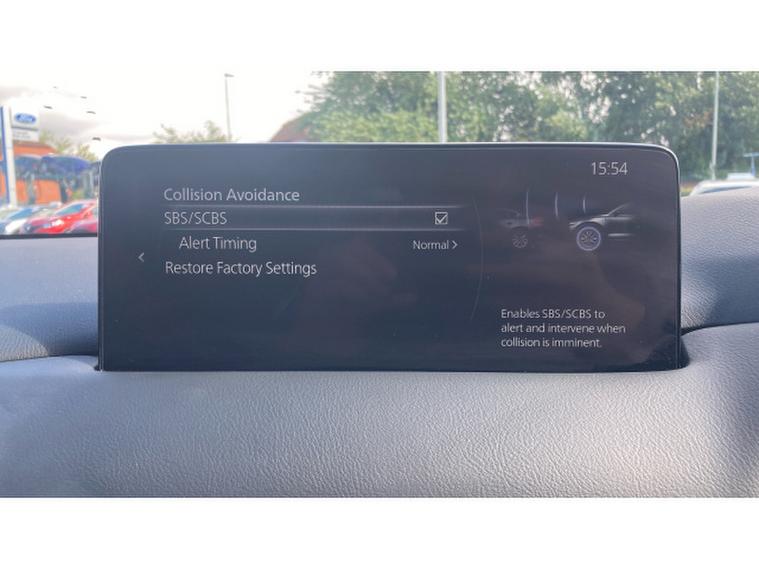 Ford
15:54
Collision Avoidance
SBS/SCBS
Alert Timing
Normal >
Restore Factory Settings
<
Enables SBS/SCBS to
alert and intervene when
collision is imminent.